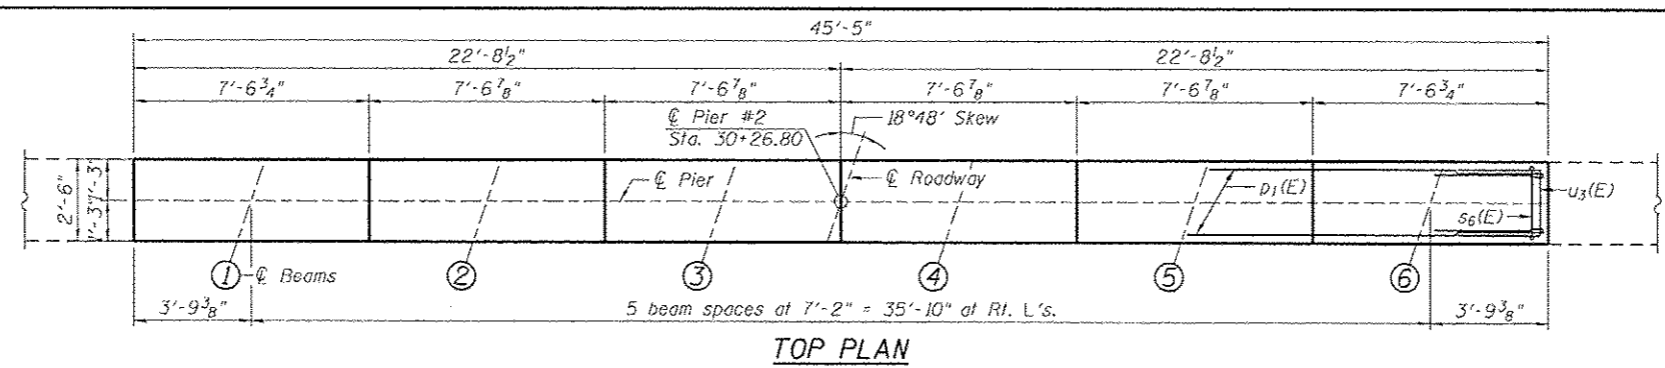 45'-5"
22'-8½" 22'-8½"
7'-6¾" 7'-6⅞" 7'-6⅞" 7'-6⅞" 7'-6⅞" 7'-6¾"
℄ Pier #2
Sta. 30+26.80
18°48' Skew
2'-6"
1'-3" 1'-3"
℄ Pier
℄ Roadway
p₁(E)
s₆(E)
u₃(E)
1 ℄ Beams 2 3 4 5 6
3'-9⅜" 5 beam spaces at 7'-2" = 35'-10" at Rt. L's. 3'-9⅜"
TOP PLAN